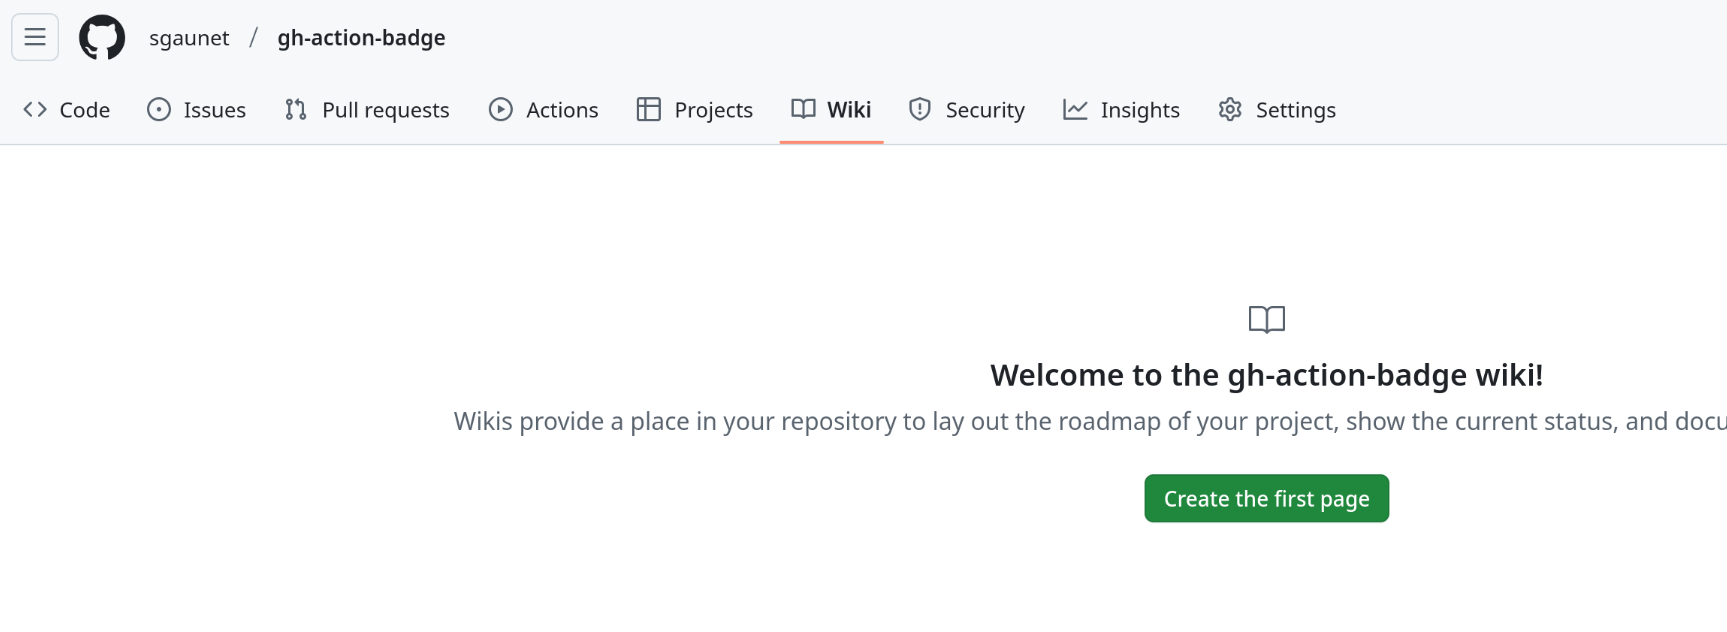 sgaunet / gh-action-badge
Code Issues Pull requests Actions Projects Wiki Security Insights Settings
Welcome to the gh-action-badge wiki!
Wikis provide a place in your repository to lay out the roadmap of your project, show the current status, and docu
Create the first page